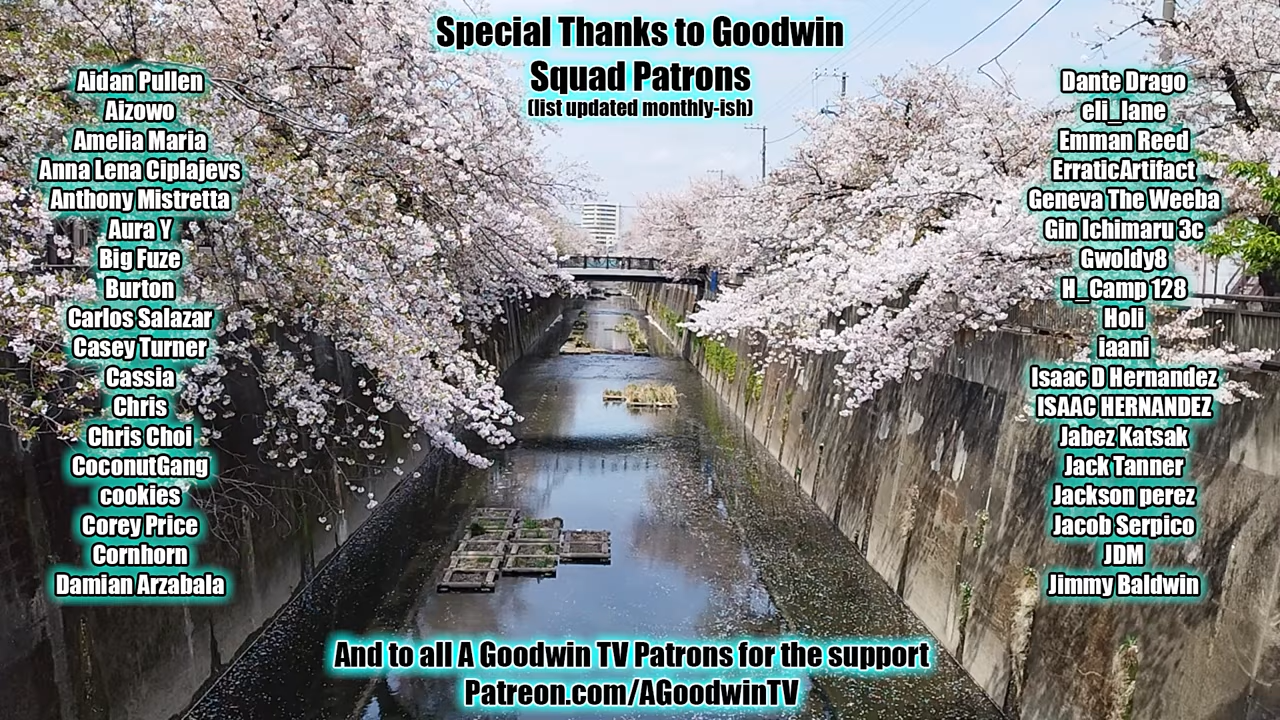 Special Thanks to Goodwin
Squad Patrons
(list updated monthly-ish)
Aidan Pullen
Aizowo
Amelia Maria
Anna Lena Ciplajevs
Anthony Mistretta
Aura Y
Big Fuze
Burton
Carlos Salazar
Casey Turner
Cassia
Chris
Chris Choi
CoconutGang
cookies
Corey Price
Cornhorn
Damian Arzabala
Dante Drago
eli_lane
Emman Reed
ErraticArtifact
Geneva The Weeba
Gin Ichimaru 3c
Gwoldy8
H_Camp 128
Holi
iaani
Isaac D Hernandez
ISAAC HERNANDEZ
Jabez Katsak
Jack Tanner
Jackson perez
Jacob Serpico
JDM
Jimmy Baldwin
And to all A Goodwin TV Patrons for the support
Patreon.com/AGoodwinTV